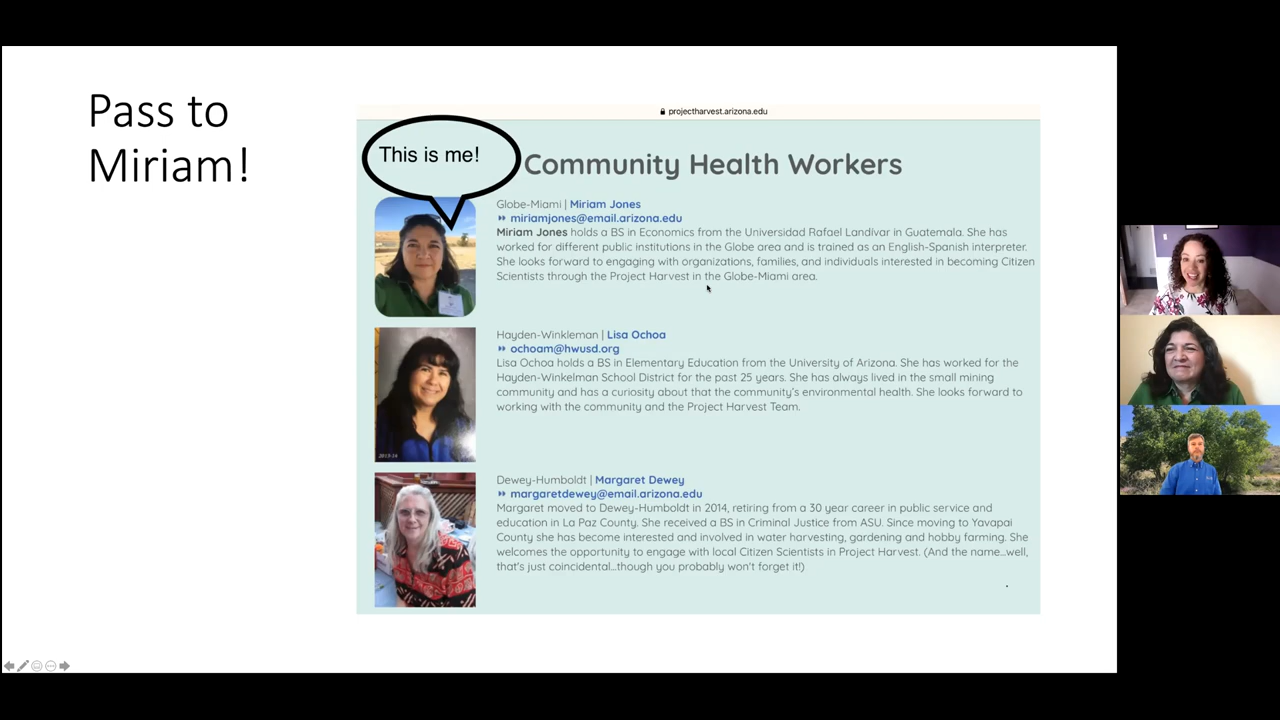 Pass to
Miriam!
projectharvest.arizona.edu
This is me!
Community Health Workers
Globe-Miami | Miriam Jones
miriamjones@email.arizona.edu
Miriam Jones holds a BS in Economics from the Universidad Rafael Landívar in Guatemala. She has
worked for different public institutions in the Globe area and is trained as an English-Spanish interpreter.
She looks forward to engaging with organizations, families, and individuals interested in becoming Citizen
Scientists through the Project Harvest in the Globe-Miami area.
Hayden-Winkleman | Lisa Ochoa
ochoam@hwusd.org
Lisa Ochoa holds a BS in Elementary Education from the University of Arizona. She has worked for the
Hayden-Winkelman School District for the past 25 years. She has always lived in the small mining
community and has a curiosity about that the community's environmental health. She looks forward to
working with the community and the Project Harvest Team.
2013-14
Dewey-Humboldt | Margaret Dewey
margaretdewey@email.arizona.edu
Margaret moved to Dewey-Humboldt in 2014, retiring from a 30 year career in public service and
education in La Paz County. She received a BS in Criminal Justice from ASU. Since moving to Yavapai
County she has become interested and involved in water harvesting, gardening and hobby farming. She
welcomes the opportunity to engage with local Citizen Scientists in Project Harvest. (And the name...well,
that's just coincidental...though you probably won't forget it!)